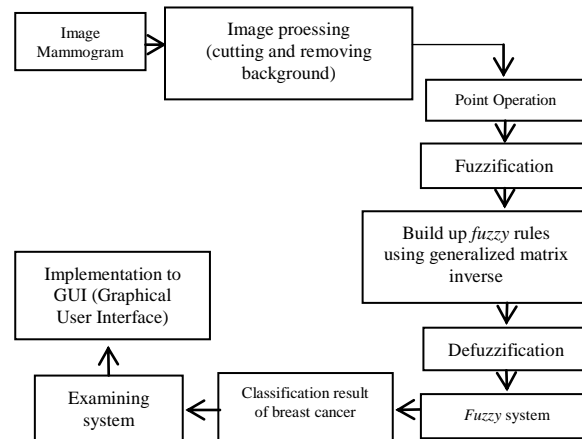 Image
Mammogram
Image proessing
(cutting and removing
background)
Point Operation
Fuzzification
Build up fuzzy rules
using generalized matrix
inverse
Defuzzification
Fuzzy system
Classification result
of breast cancer
Examining
system
Implementation to
GUI (Graphical
User Interface)